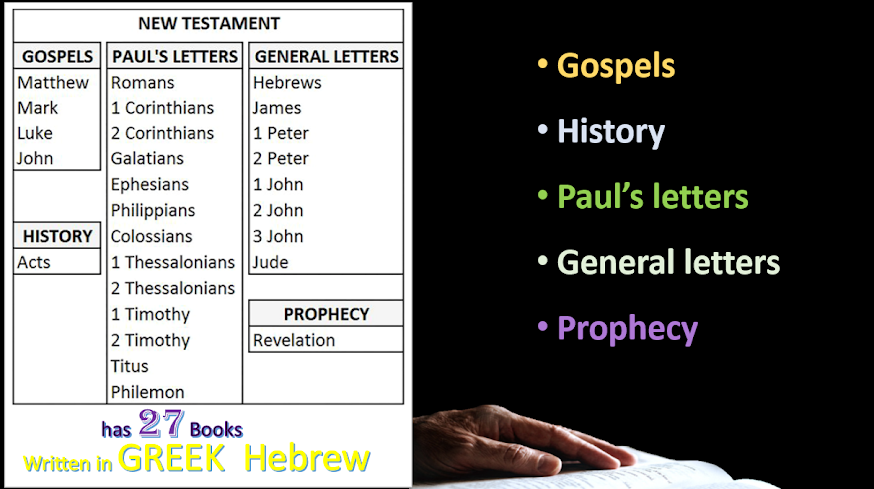 NEW TESTAMENT
GOSPELS
Matthew
Mark
Luke
John
HISTORY
Acts
PAUL'S LETTERS
Romans
1 Corinthians
2 Corinthians
Galatians
Ephesians
Philippians
Colossians
1 Thessalonians
2 Thessalonians
1 Timothy
2 Timothy
Titus
Philemon
GENERAL LETTERS
Hebrews
James
1 Peter
2 Peter
1 John
2 John
3 John
Jude
PROPHECY
Revelation
has 27 Books
Written in GREEK Hebrew
• Gospels
• History
• Paul's letters
• General letters
• Prophecy